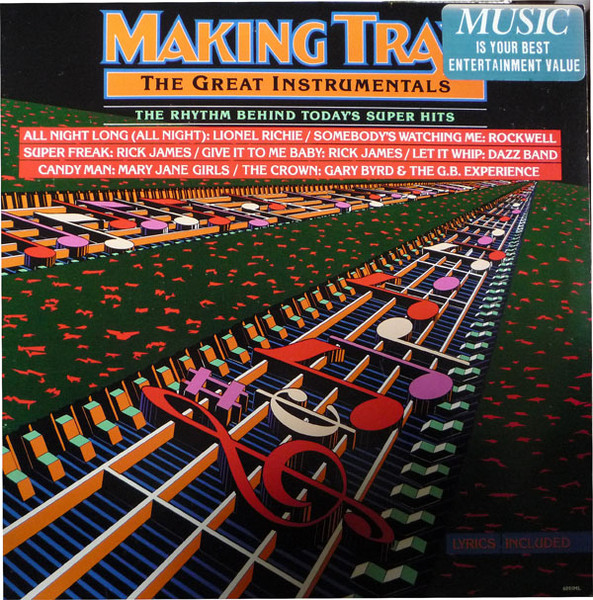 MAKING TRA
MUSIC
IS YOUR BEST
ENTERTAINMENT VALUE
THE GREAT INSTRUMENTALS
THE RHYTHM BEHIND TODAY'S SUPER HITS
ALL NIGHT LONG (ALL NIGHT): LIONEL RICHIE / SOMEBODY'S WATCHING ME: ROCKWELL
SUPER FREAK: RICK JAMES / GIVE IT TO ME BABY: RICK JAMES / LET IT WHIP: DAZZ BAND
CANDY MAN: MARY JANE GIRLS / THE CROWN: GARY BYRD & THE G.B. EXPERIENCE
LYRICS INCLUDED